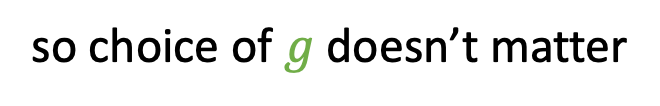 so choice of g doesn’t matter